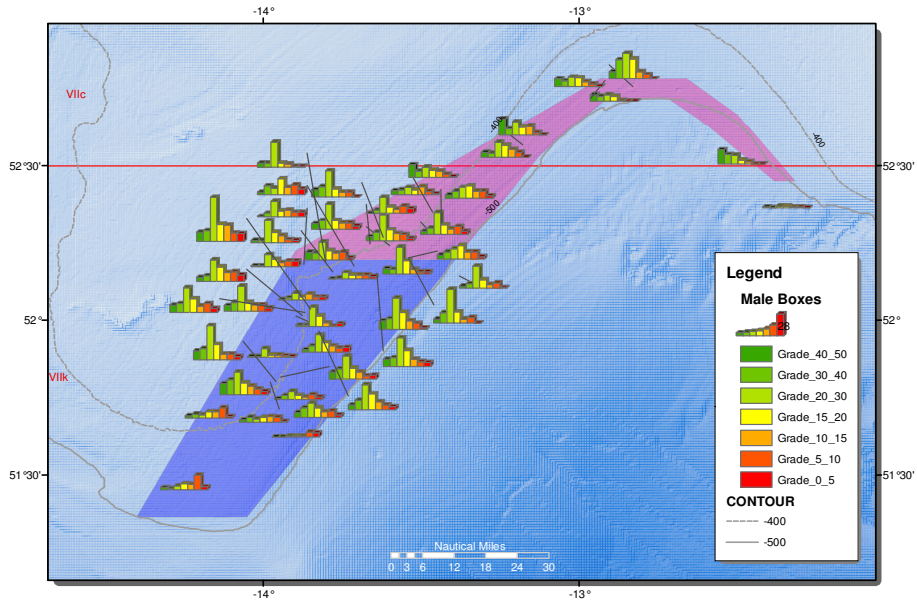 -14°
-13°
VIIc
-400
-400
52°30'
52°30'
-500
Legend
Male Boxes
28
52°
52°
Grade_40_50
Grade_30_40
VIIk
Grade_20_30
Grade_15_20
Grade_10_15
Grade_5_10
51°30'
51°30'
Grade_0_5
CONTOUR
-400
-500
Nautical Miles
0 3 6 12 18 24 30
-14°
-13°